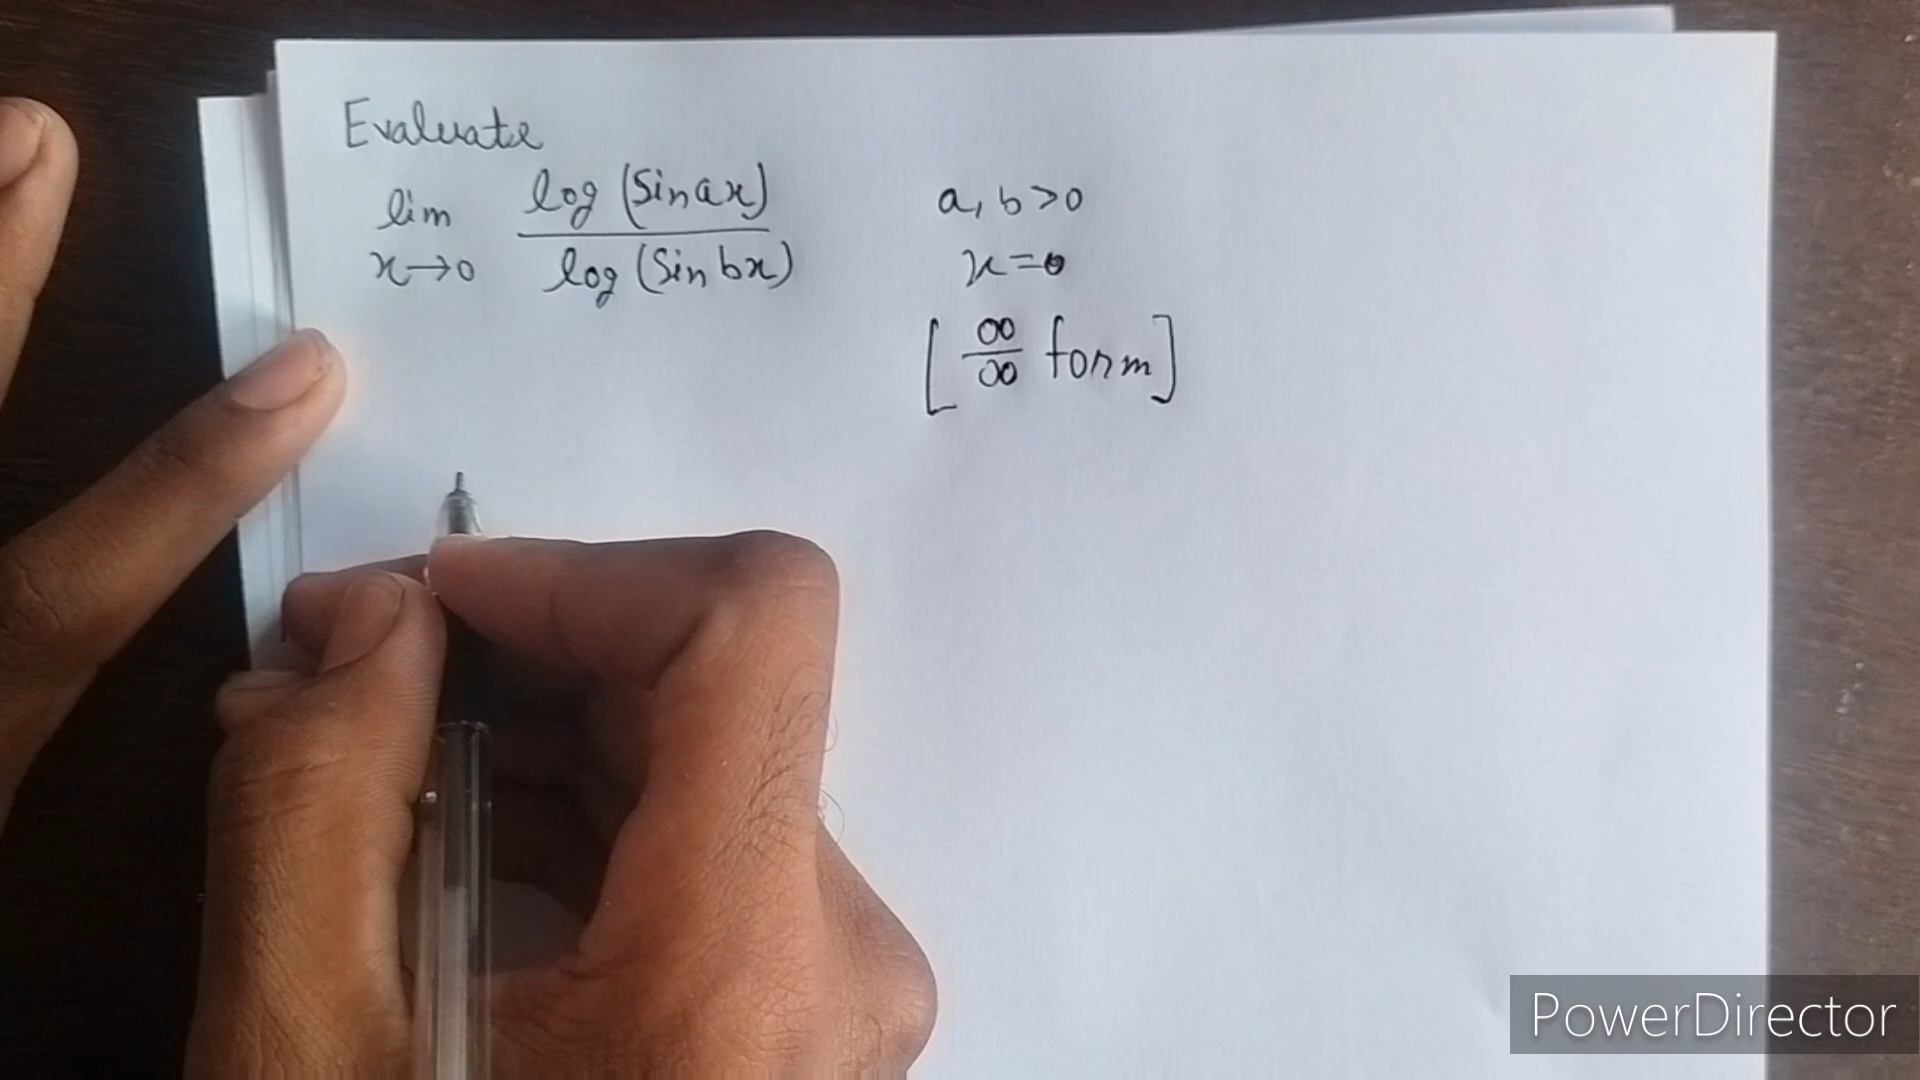 Evaluate
lim x→0 log (Sin ax) / log (Sin bx)
a, b > 0
x = 0
[ ∞/∞ form ]
PowerDirector